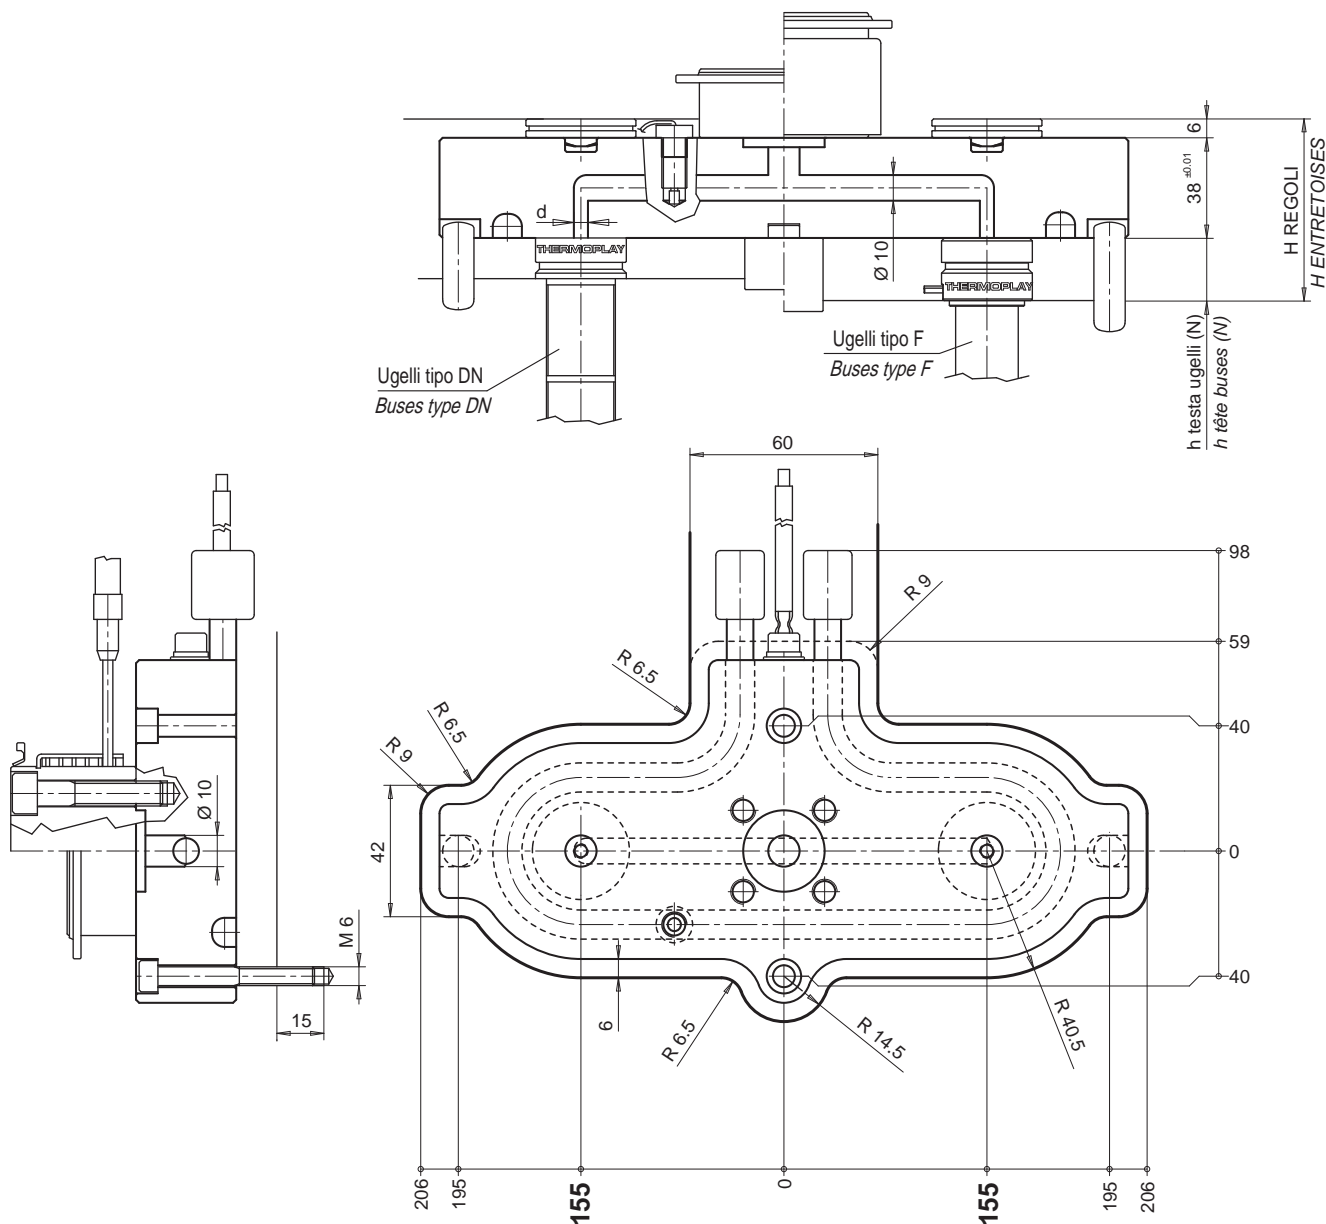 6
38 ±0.01
H REGOLI
H ENTRETOISES
d
THERMOPLAY
Ø 10
THERMOPLAY
Ugelli tipo DN
Buses type DN
Ugelli tipo F
Buses type F
h testa ugelli (N)
h tête buses (N)
60
98
R 9
59
R 6.5
R 6.5
40
R 9
Ø 10
42
0
M 6
40
15
6
R 6.5
R 14.5
R 40.5
206
195
155
0
155
195
206